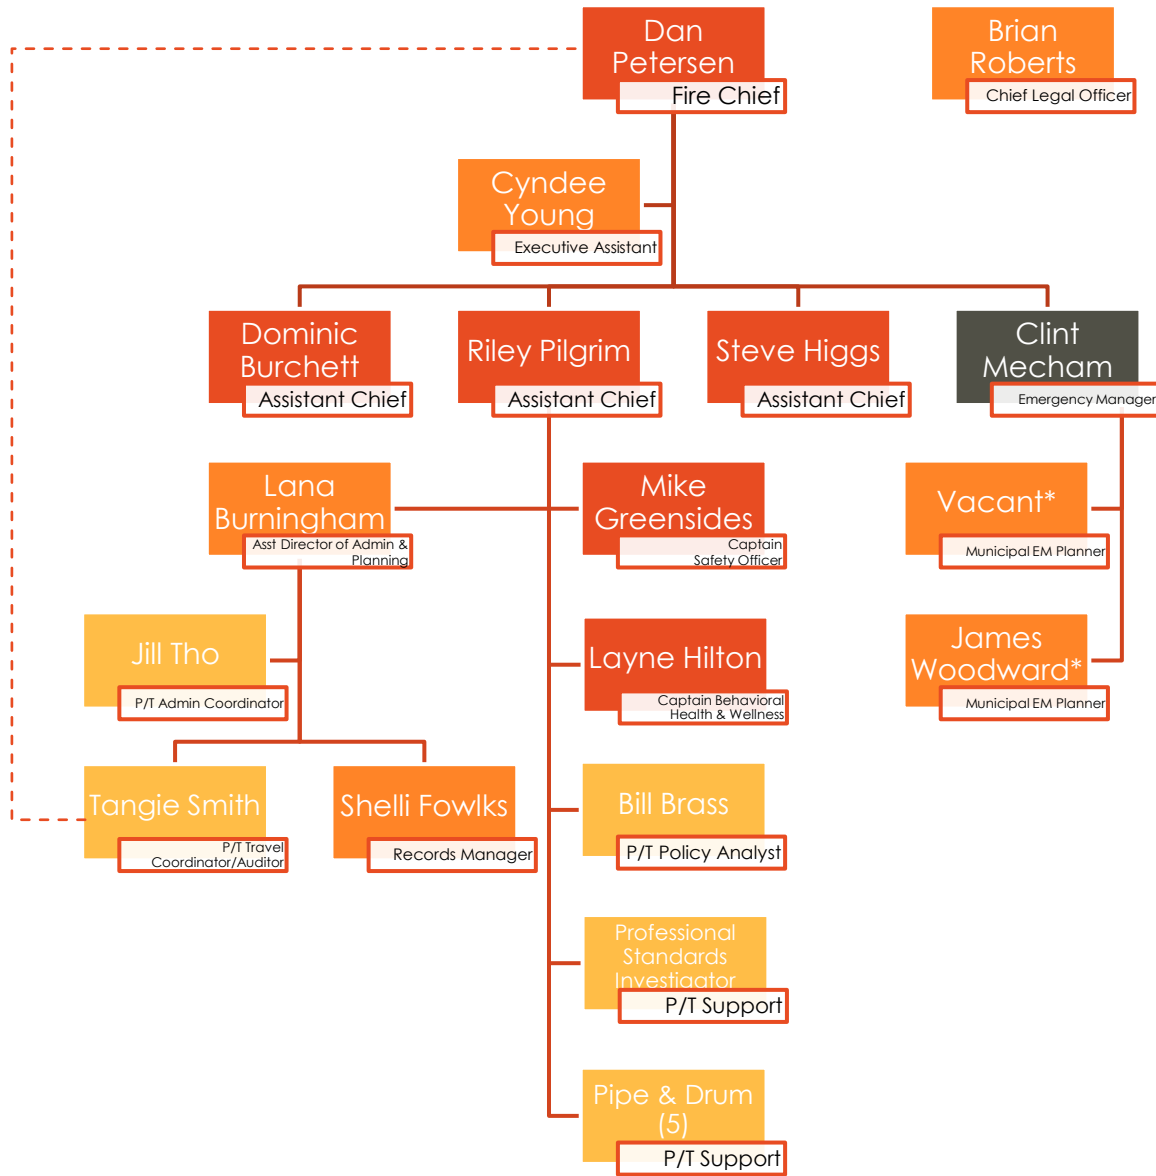 Dan
Petersen
Fire Chief
Brian
Roberts
Chief Legal Officer
Cyndee
Young
Executive Assistant
Dominic
Burchett
Assistant Chief
Riley Pilgrim
Assistant Chief
Steve Higgs
Assistant Chief
Clint
Mecham
Emergency Manager
Lana
Burningham
Asst Director of Admin &
Planning
Mike
Greensides
Captain
Safety Officer
Vacant*
Municipal EM Planner
Jill Tho
P/T Admin Coordinator
Layne Hilton
Captain Behavioral
Health & Wellness
James
Woodward*
Municipal EM Planner
Tangie Smith
P/T Travel
Coordinator/Auditor
Shelli Fowlks
Records Manager
Bill Brass
P/T Policy Analyst
Professional
Standards
Investigator
P/T Support
Pipe & Drum
(5)
P/T Support